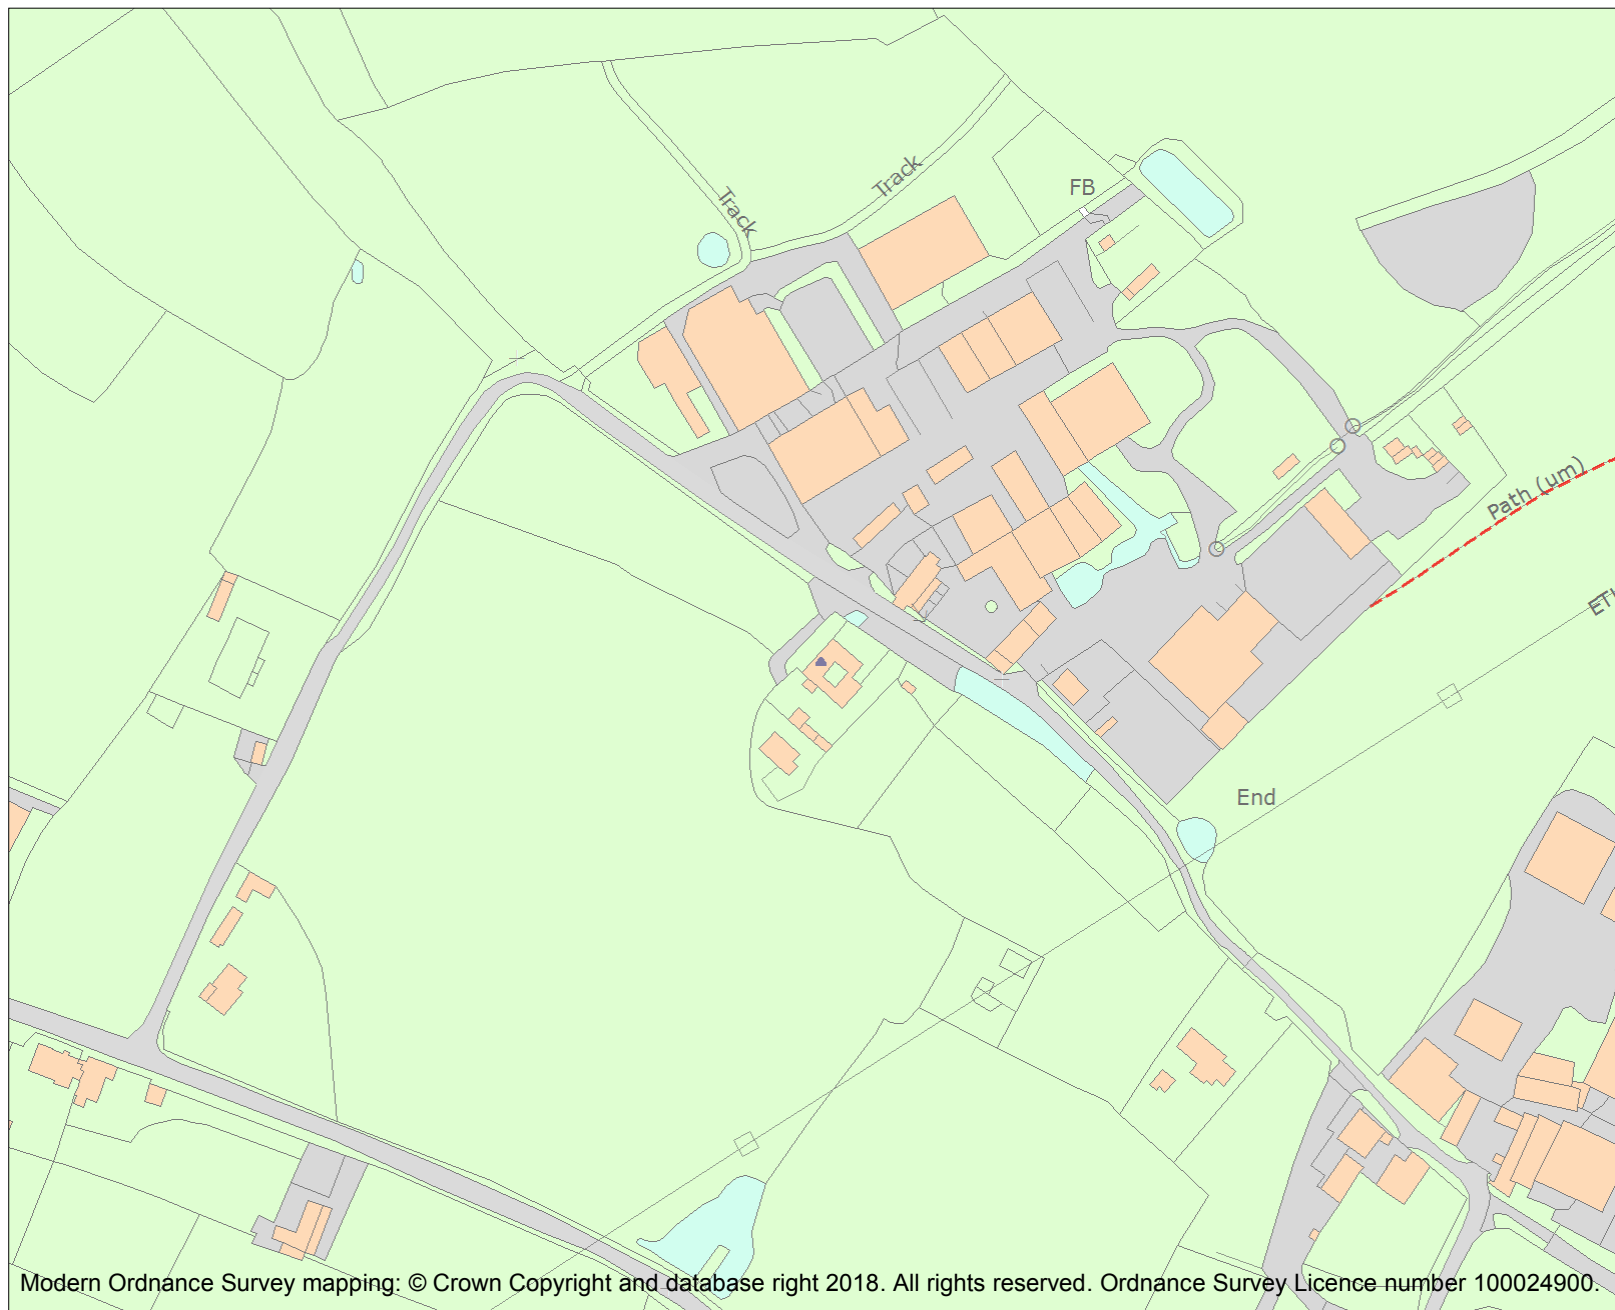 Track
Track
FB
Path (um)
ETL
End
Modern Ordnance Survey mapping: © Crown Copyright and database right 2018. All rights reserved. Ordnance Survey Licence number 100024900.